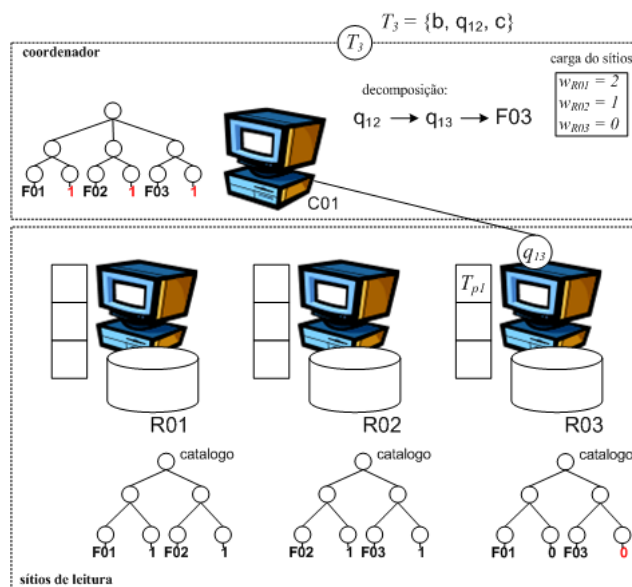 T3 = {b, q12, c}
T3
coordenador
carga do sítios
wR01 = 2
wR02 = 1
wR03 = 0
decomposição:
q12 → q13 → F03
F01 1 F02 1 F03 1
C01
q13
Tp1
R01 R02 R03
catalogo catalogo catalogo
F01 1 F02 1 F02 1 F03 1 F01 0 F03 0
sítios de leitura